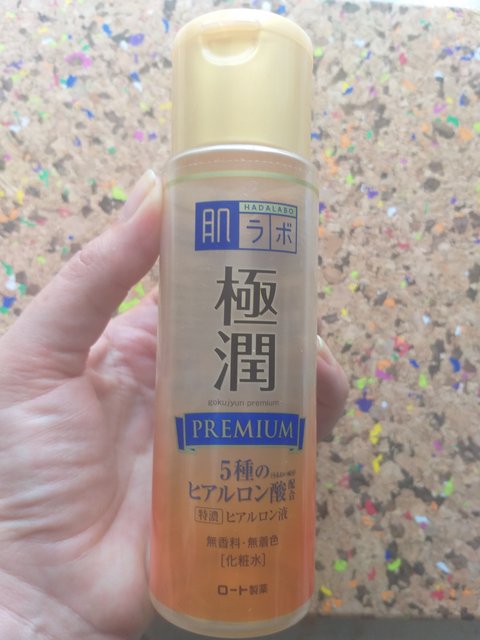 HADALABO
肌ラボ
極潤
gokujyun premium
PREMIUM
5種の
ヒアルロン酸配合
特濃 ヒアルロン液
無香料・無着色
[化粧水]
ロート製薬